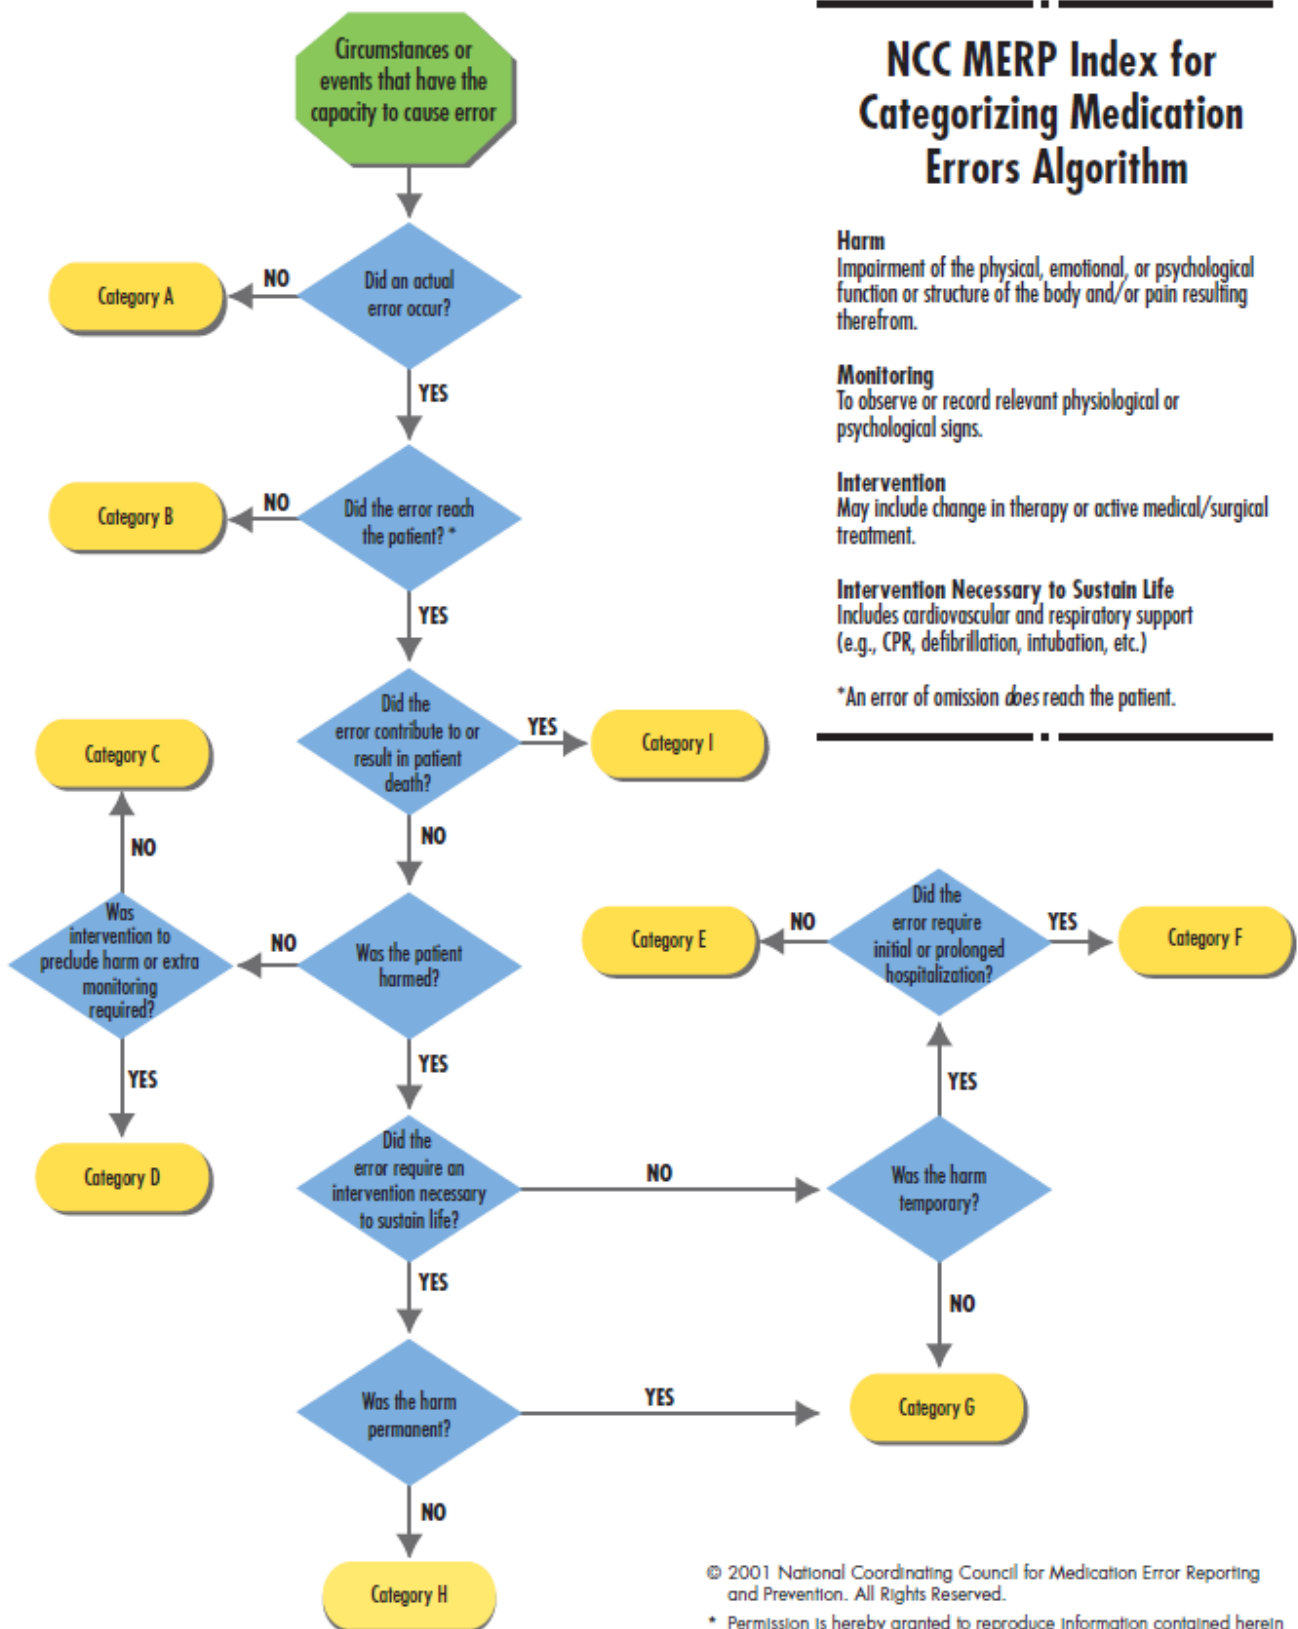 Circumstances or
events that have the
capacity to cause error
NCC MERP Index for
Categorizing Medication
Errors Algorithm
Harm
Impairment of the physical, emotional, or psychological
function or structure of the body and/or pain resulting
therefrom.
Monitoring
To observe or record relevant physiological or
psychological signs.
Intervention
May include change in therapy or active medical/surgical
treatment.
Intervention Necessary to Sustain Life
Includes cardiovascular and respiratory support
(e.g., CPR, defibrillation, intubation, etc.)
*An error of omission does reach the patient.
Did an actual
error occur?
NO
Category A
YES
Did the error reach
the patient? *
NO
Category B
YES
Did the
error contribute to or
result in patient
death?
YES
Category I
NO
Was the patient
harmed?
NO
Was
intervention to
preclude harm or extra
monitoring
required?
NO
Category C
YES
Category D
YES
Did the
error require an
intervention necessary
to sustain life?
NO
Was the harm
temporary?
YES
Did the
error require
initial or prolonged
hospitalization?
NO
Category E
YES
Category F
NO
Category G
YES
Was the harm
permanent?
YES
NO
Category H
© 2001 National Coordinating Council for Medication Error Reporting
and Prevention. All Rights Reserved.
* Permission is hereby granted to reproduce information contained herein